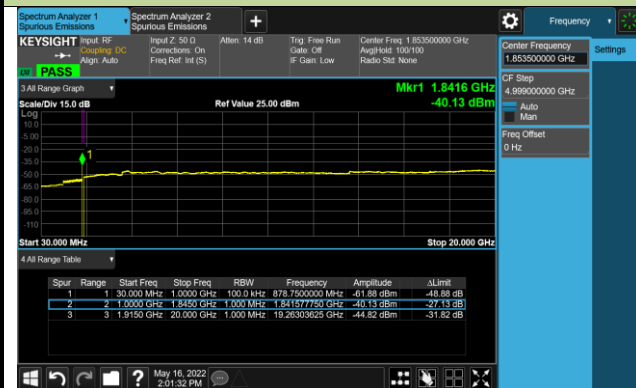 Spectrum Analyzer 1
Spurious Emissions
Spectrum Analyzer 2
Spurious Emissions
+
Frequency
KEYSIGHT
Input: RF
Coupling: DC
Align: Auto
Input Z: 50 Ω
Corrections: On
Freq Ref: Int (S)
Atten: 14 dB
Trig: Free Run
Gate: Off
IF Gain: Low
Center Freq: 1.853500000 GHz
Avg|Hold: 100/100
Radio Std: None
PASS
Center Frequency
1.853500000 GHz
Settings
CF Step
4.999000000 GHz
Auto
Man
Freq Offset
0 Hz
3 All Range Graph
Mkr1 1.8416 GHz
Scale/Div 15.0 dB
Ref Value 25.00 dBm
-40.13 dBm
Log
10.0
-5.00
-20.0
-35.0
-50.0
-65.0
-80.0
-95.0
-110
1
Start 30.000 MHz
Stop 20.000 GHz
4 All Range Table
Spur Range Start Freq Stop Freq RBW Frequency Amplitude ΔLimit
1 1 30.000 MHz 1.0000 GHz 100.0 kHz 878.7500000 MHz -61.88 dBm -48.88 dB
2 2 1.0000 GHz 1.8450 GHz 1.000 MHz 1.841577750 GHz -40.13 dBm -27.13 dB
3 3 1.9150 GHz 20.000 GHz 1.000 MHz 19.26303625 GHz -44.82 dBm -31.82 dB
?
May 16, 2022
2:01:32 PM